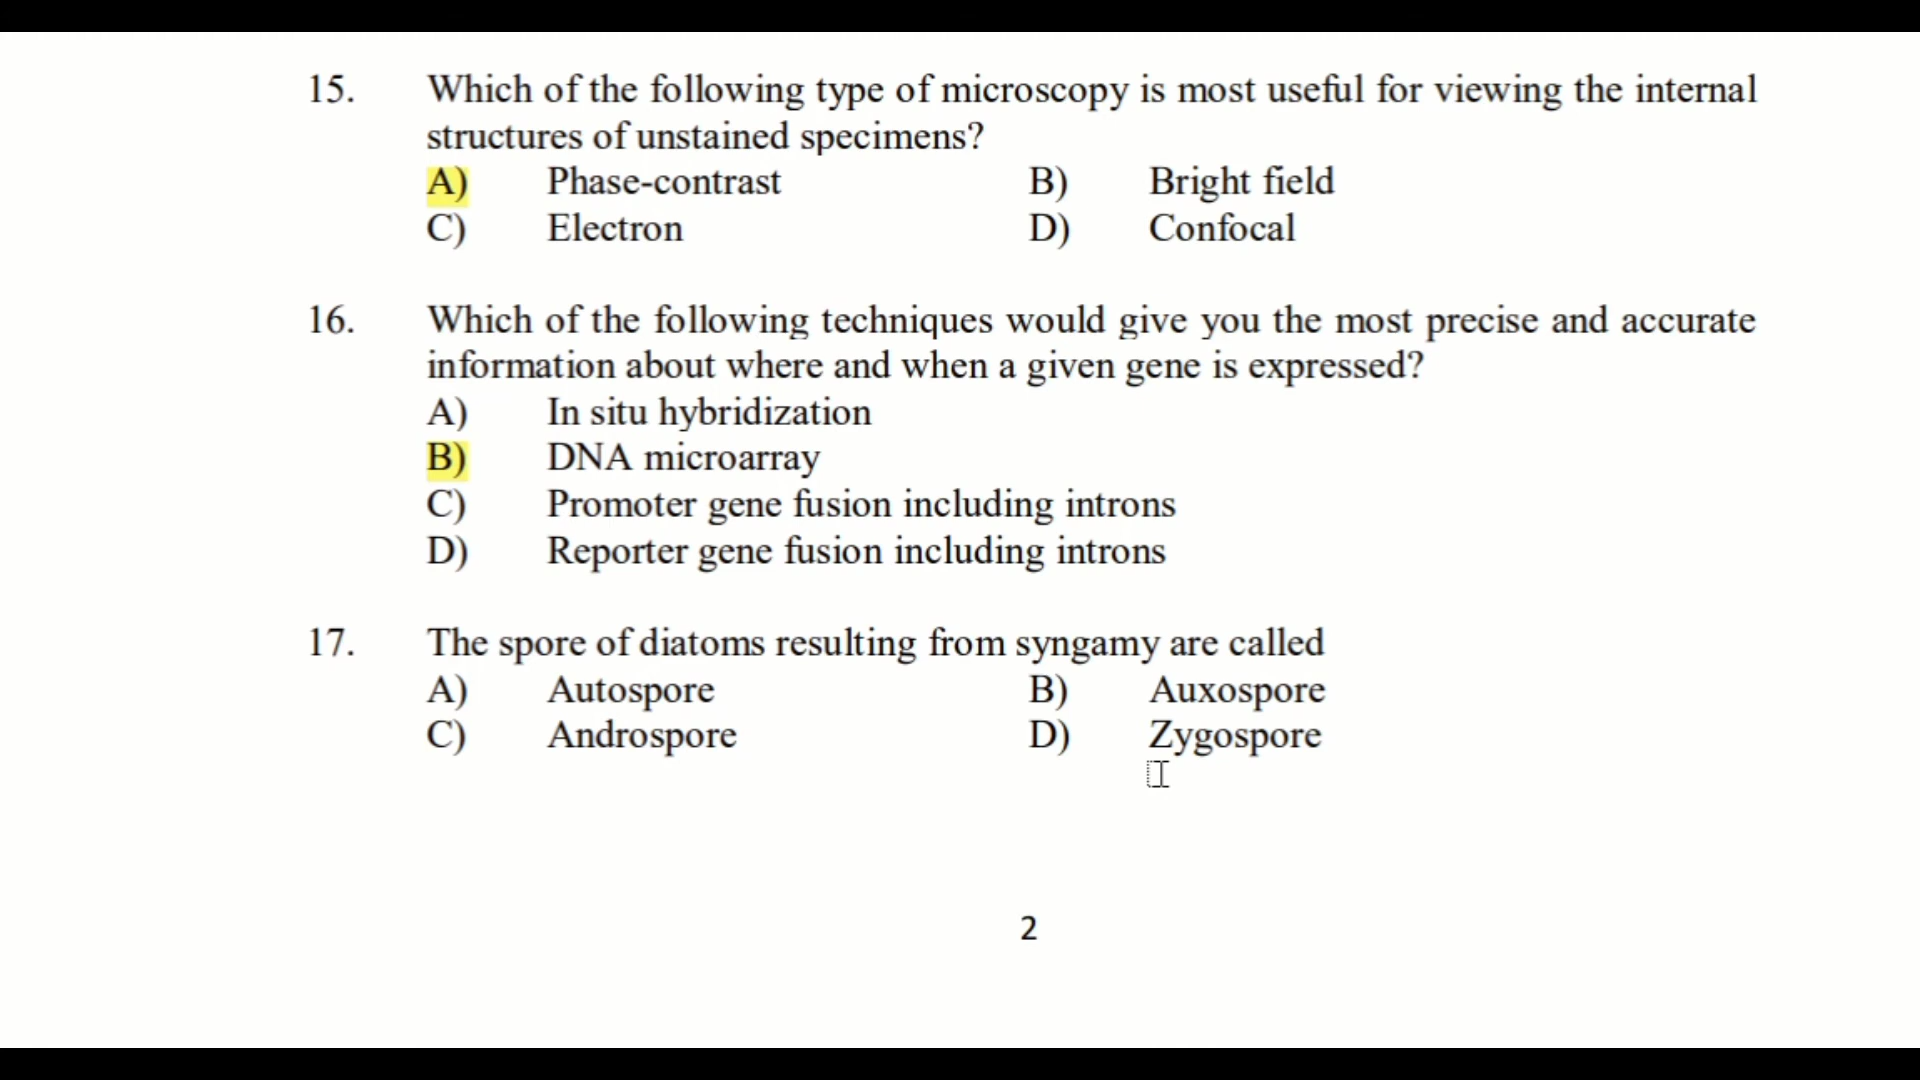 15. Which of the following type of microscopy is most useful for viewing the internal
structures of unstained specimens?
A) Phase-contrast B) Bright field
C) Electron D) Confocal
16. Which of the following techniques would give you the most precise and accurate
information about where and when a given gene is expressed?
A) In situ hybridization
B) DNA microarray
C) Promoter gene fusion including introns
D) Reporter gene fusion including introns
17. The spore of diatoms resulting from syngamy are called
A) Autospore B) Auxospore
C) Androspore D) Zygospore
2